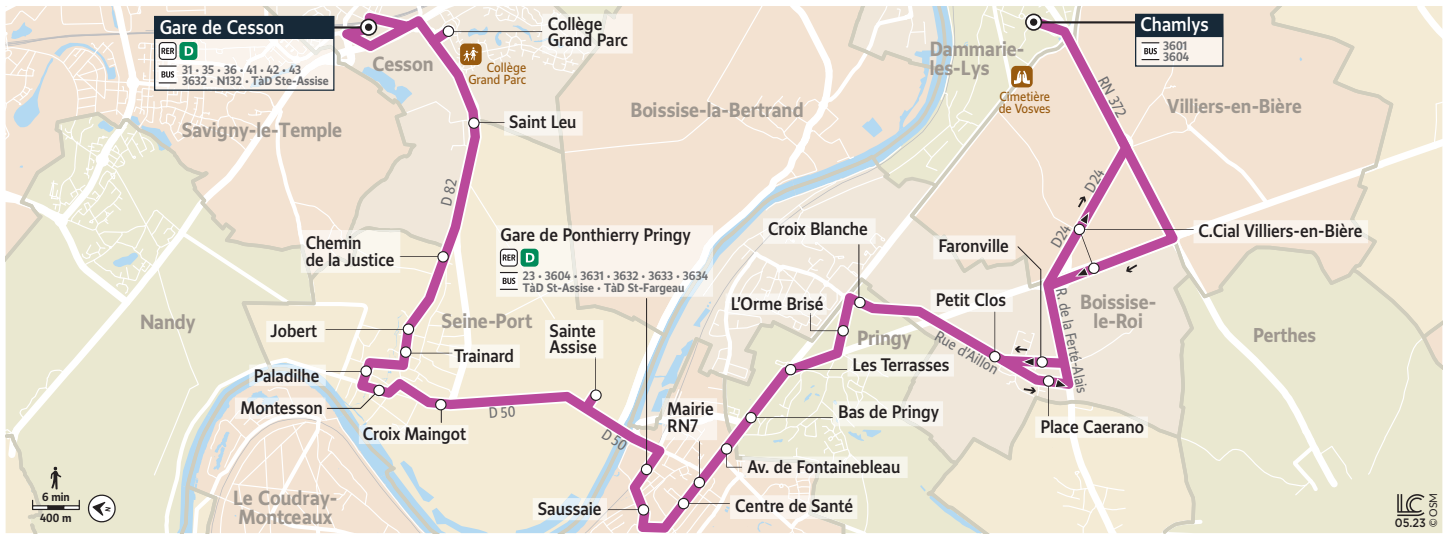 Gare de Cesson
RER D
BUS 31 • 35 • 36 • 41 • 42 • 43
3632 • N132 • TàD Ste-Assise
Cesson
Collège
Grand Parc
Collège
Grand Parc
Savigny-le-Temple
Saint Leu
Boissise-la-Bertrand
Dammarie-
les-Lys
Cimetière
de Vosves
Chamlys
BUS 3601
3604
RN 372
Villiers-en-Bière
D 82
D24
D24
C.Cial Villiers-en-Bière
Chemin
de la Justice
Gare de Ponthierry Pringy
RER D
BUS 23 • 3604 • 3631 • 3632 • 3633 • 3634
TàD St-Assise • TàD St-Fargeau
Croix Blanche
Faronville
Nandy
Jobert
Seine-Port
Trainard
Sainte
Assise
L'Orme Brisé
Petit Clos
R. de la Ferté-Alais
Boissise-
le-Roi
Perthes
Pringy
Rue d'Aillon
Paladilhe
Les Terrasses
Montesson
D 50
Mairie
RN7
Bas de Pringy
Place Caerano
Croix Maingot
D 50
Av. de Fontainebleau
Le Coudray-
Montceaux
Saussaie
Centre de Santé
6 min
400 m
N
LC
05.23
© OSM